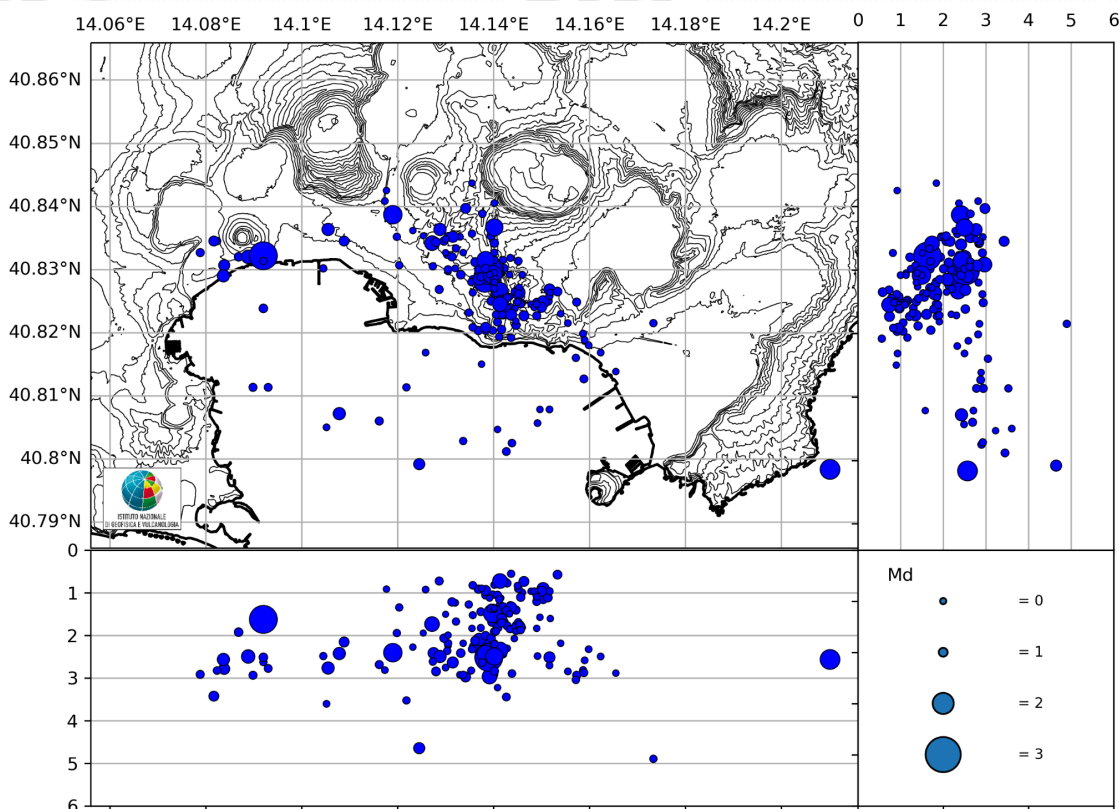 14.06°E 14.08°E 14.1°E 14.12°E 14.14°E 14.16°E 14.18°E 14.2°E 0 1 2 3 4 5 6
40.86°N
40.85°N
40.84°N
40.83°N
40.82°N
40.81°N
40.8°N
40.79°N
ISTITUTO NAZIONALE
DI GEOFISICA E VULCANOLOGIA
0
1
2
3
4
5
6
Md
= 0
= 1
= 2
= 3